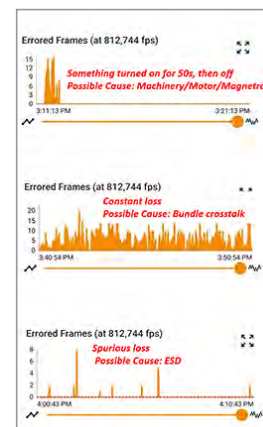 Errored Frames (at 812,744 fps)
15
12
9
6
3
0
Something turned on for 50s, then off
Possible Cause: Machinery/Motor/Magnetro
3:11:13 PM
3:21:13 PM
Errored Frames (at 812,744 fps)
20
15
10
5
0
Constant loss
Possible Cause: Bundle crosstalk
3:40:54 PM
3:50:54 PM
Errored Frames (at 812,744 fps)
8
6
4
2
0
Spurious loss
Possible Cause: ESD
4:00:43 PM
4:10:43 PM